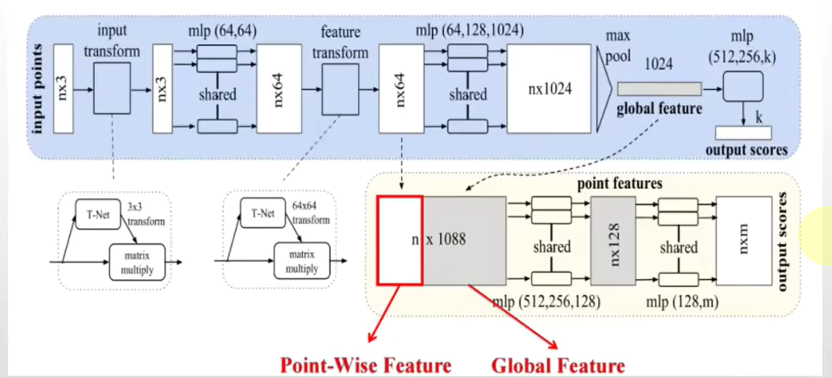 input points
nx3
input
transform
nx3
mlp (64,64)
shared
nx64
feature
transform
nx64
mlp (64,128,1024)
shared
nx1024
max
pool
1024
global feature
mlp
(512,256,k)
k
output scores
T-Net
3x3
transform
matrix
multiply
T-Net
64x64
transform
matrix
multiply
point features
n x 1088
shared
mlp (512,256,128)
nx128
shared
mlp (128,m)
nxm
output scores
Point-Wise Feature
Global Feature